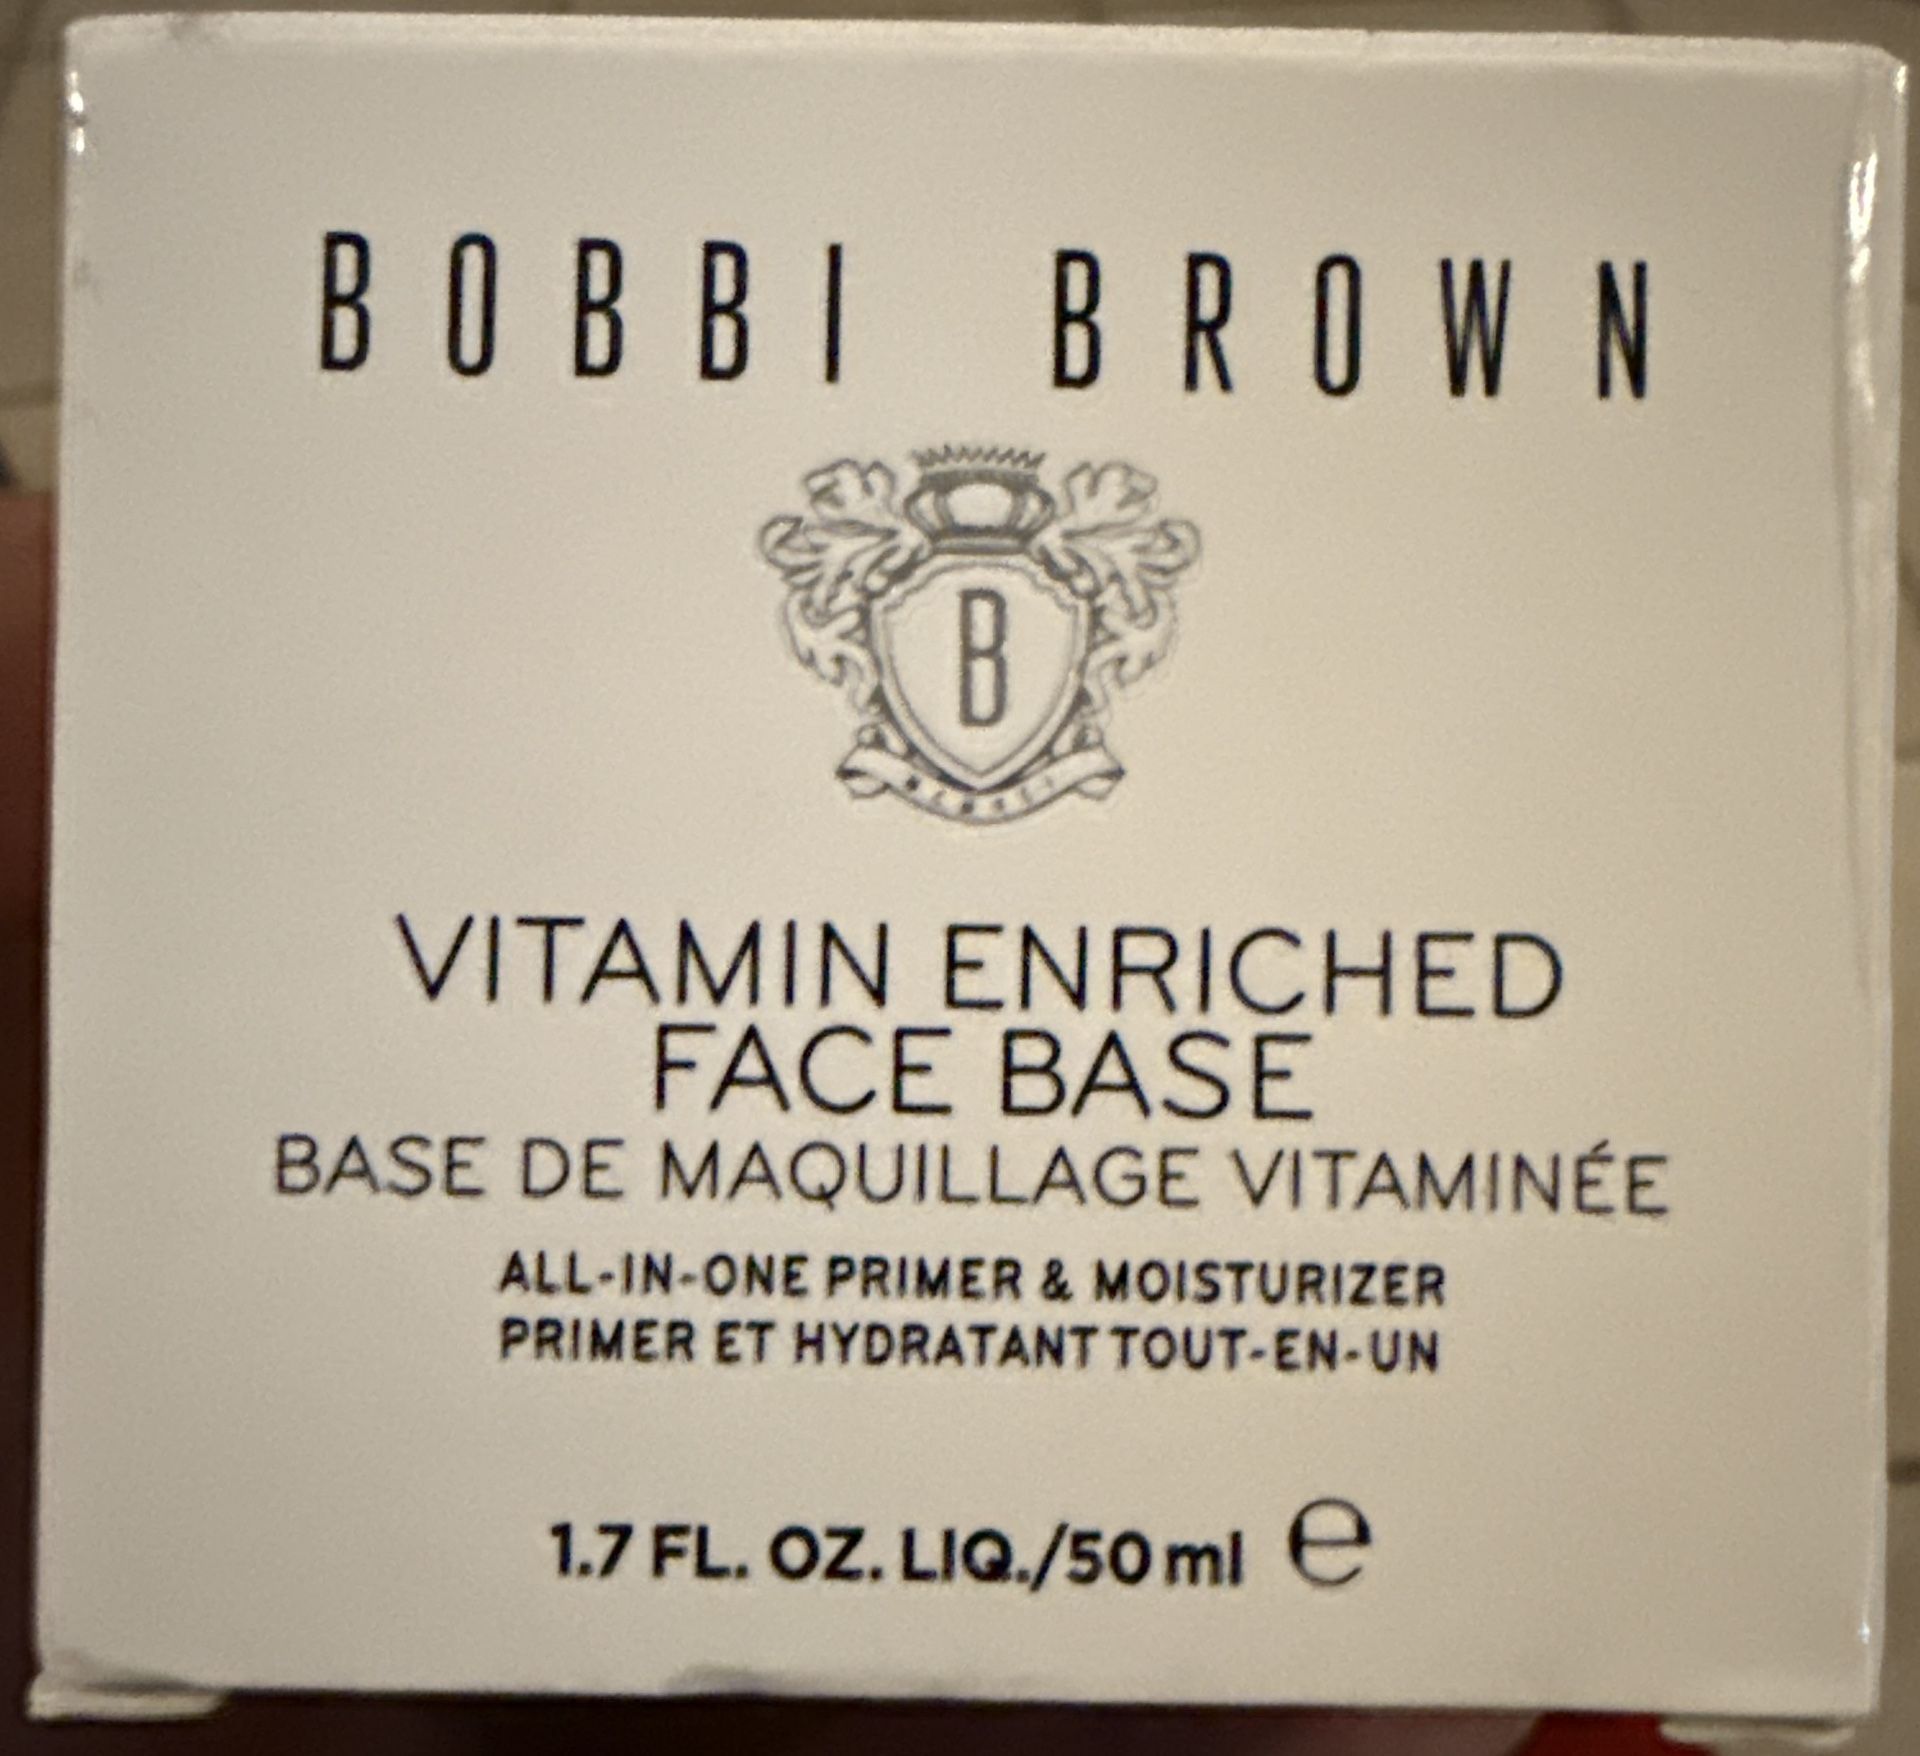 BOBBI BROWN
B
VITAMIN ENRICHED
FACE BASE
BASE DE MAQUILLAGE VITAMINÉE
ALL-IN-ONE PRIMER & MOISTURIZER
PRIMER ET HYDRATANT TOUT-EN-UN
1.7 FL. OZ. LIQ./50 ml ℮